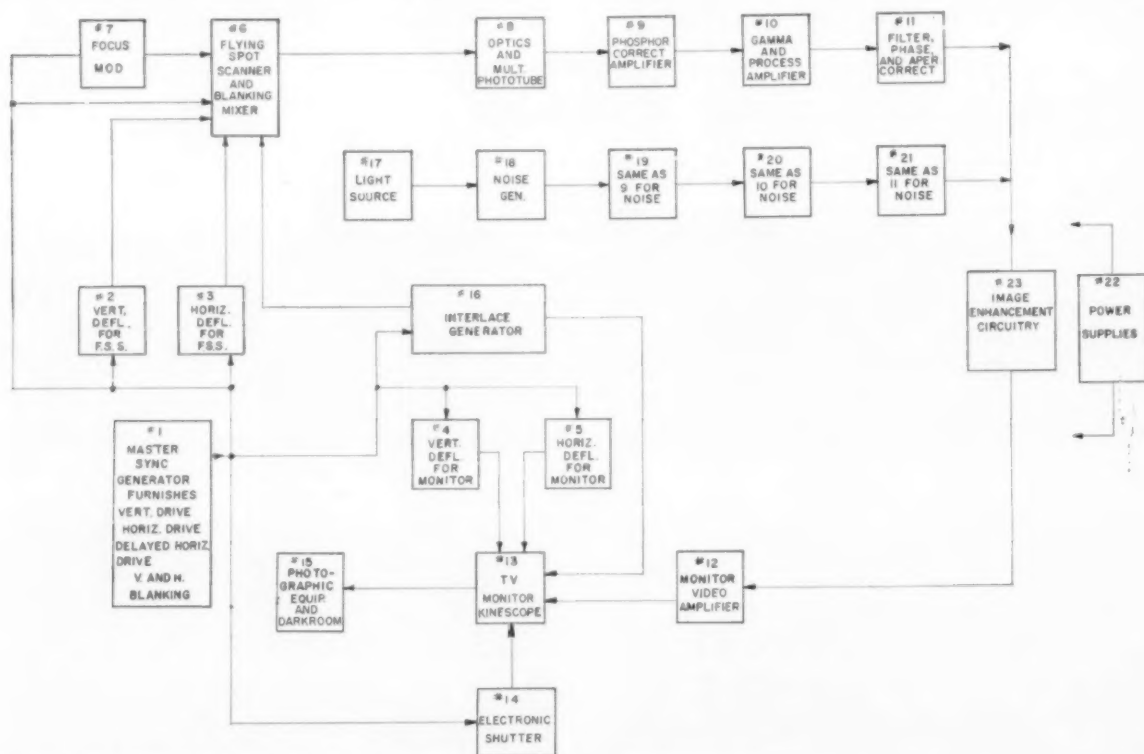 #7
FOCUS
MOD
#6
FLYING
SPOT
SCANNER
AND
BLANKING
MIXER
#8
OPTICS
AND
MULT.
PHOTOTUBE
#9
PHOSPHOR
CORRECT
AMPLIFIER
#10
GAMMA
AND
PROCESS
AMPLIFIER
#11
FILTER,
PHASE,
AND APER
CORRECT
#17
LIGHT
SOURCE
#18
NOISE
GEN.
#19
SAME AS
9 FOR
NOISE
#20
SAME AS
10 FOR
NOISE
#21
SAME AS
11 FOR
NOISE
#2
VERT.
DEFL.
FOR
F.S.S.
#3
HORIZ.
DEFL.
FOR
F.S.S.
#16
INTERLACE
GENERATOR
#23
IMAGE
ENHANCEMENT
CIRCUITRY
#22
POWER
SUPPLIES
#1
MASTER
SYNC
GENERATOR
FURNISHES
VERT. DRIVE
HORIZ. DRIVE
DELAYED HORIZ.
DRIVE
V. AND H.
BLANKING
#4
VERT.
DEFL.
FOR
MONITOR
#5
HORIZ.
DEFL.
FOR
MONITOR
#15
PHOTO-
GRAPHIC
EQUIP.
AND
DARKROOM
#13
TV
MONITOR
KINESCOPE
#12
MONITOR
VIDEO
AMPLIFIER
#14
ELECTRONIC
SHUTTER